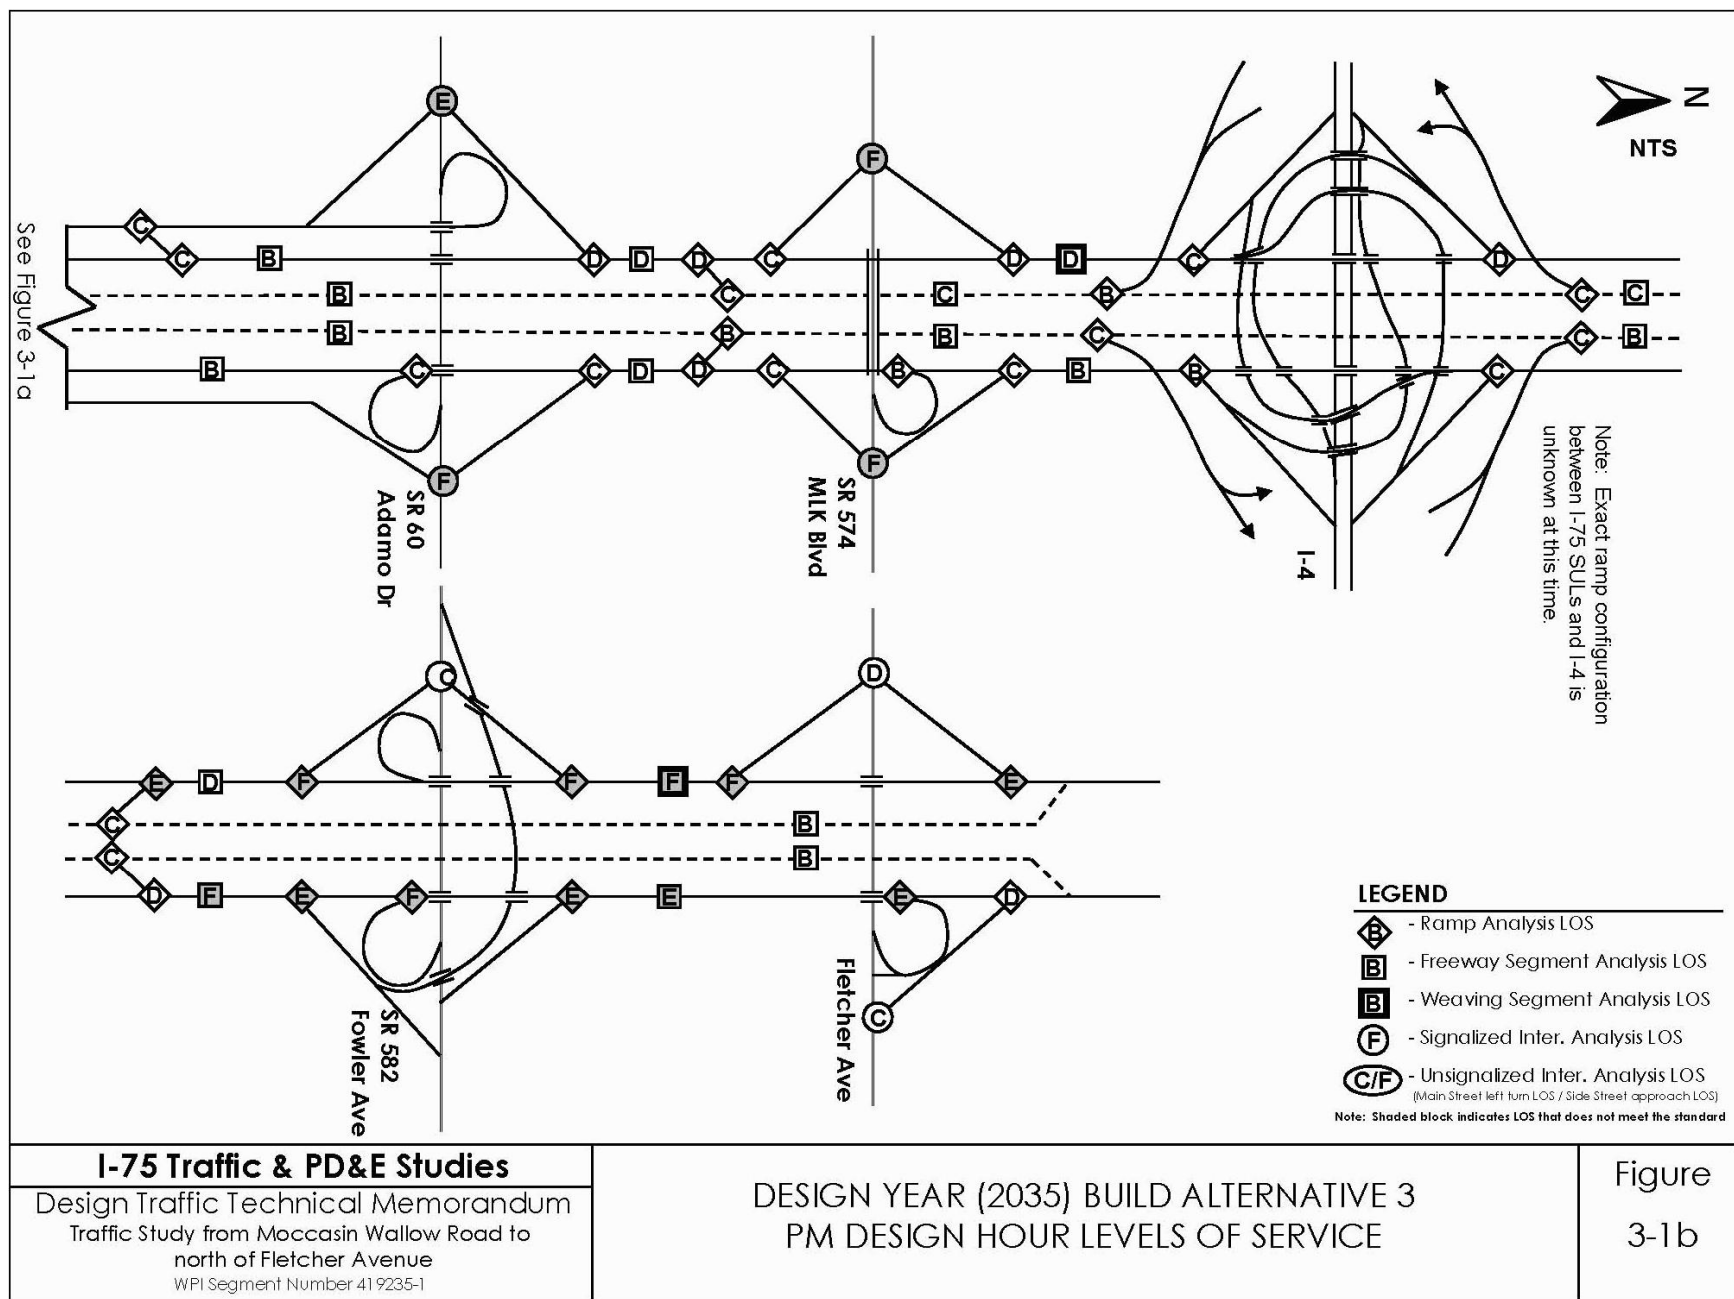 E
F
N
NTS
See Figure 3-1a
C
C B D D D C D D C D
B C C B C C
B B B C C B
B C C D D C B C B B C
F
F
SR 60
Adamo Dr
SR 574
MLK Blvd
I-4
Note: Exact ramp configuration
between I-75 SULs and I-4 is
unknown at this time.
C
D
E D F F F F E
C B
C B
D F E F E E E D
C
SR 582
Fowler Ave
Fletcher Ave
LEGEND
B - Ramp Analysis LOS
B - Freeway Segment Analysis LOS
B - Weaving Segment Analysis LOS
F - Signalized Inter. Analysis LOS
C/F - Unsignalized Inter. Analysis LOS
(Main Street left turn LOS / Side Street approach LOS)
Note: Shaded block indicates LOS that does not meet the standard
I-75 Traffic & PD&E Studies
Design Traffic Technical Memorandum
Traffic Study from Moccasin Wallow Road to
north of Fletcher Avenue
WPI Segment Number 419235-1
DESIGN YEAR (2035) BUILD ALTERNATIVE 3
PM DESIGN HOUR LEVELS OF SERVICE
Figure
3-1b